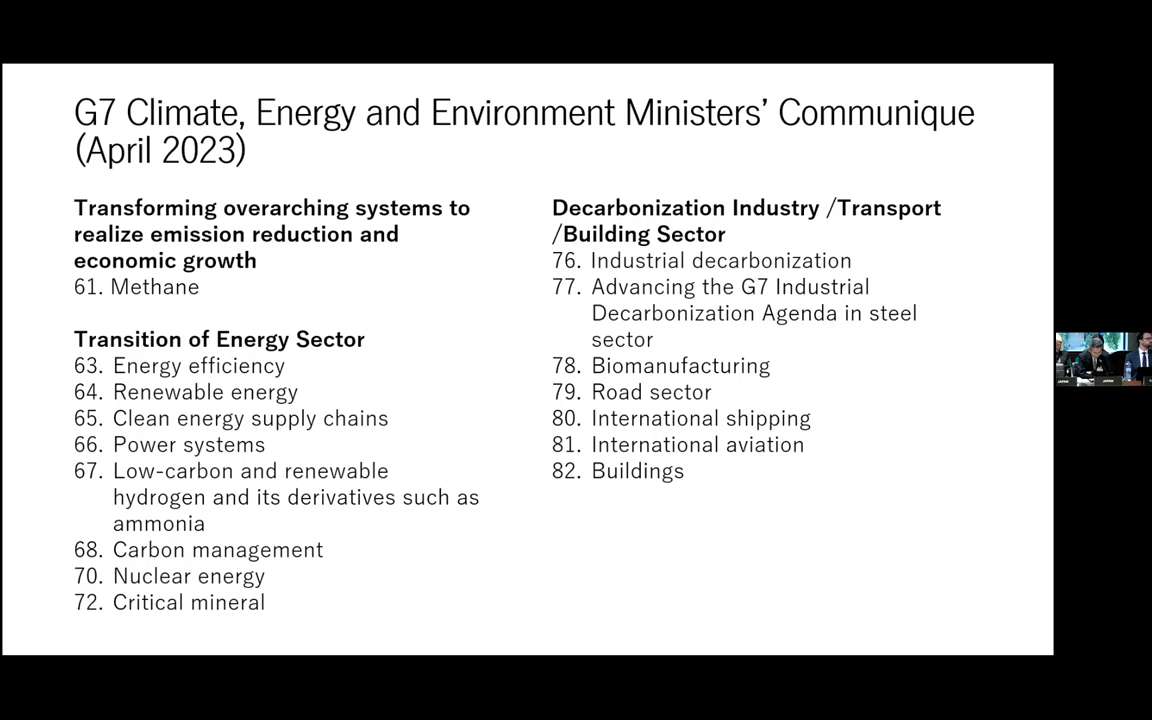 G7 Climate, Energy and Environment Ministers’ Communique
(April 2023)
Transforming overarching systems to
realize emission reduction and
economic growth
61. Methane
Transition of Energy Sector
63. Energy efficiency
64. Renewable energy
65. Clean energy supply chains
66. Power systems
67. Low-carbon and renewable
hydrogen and its derivatives such as
ammonia
68. Carbon management
70. Nuclear energy
72. Critical mineral
Decarbonization Industry /Transport
/Building Sector
76. Industrial decarbonization
77. Advancing the G7 Industrial
Decarbonization Agenda in steel
sector
78. Biomanufacturing
79. Road sector
80. International shipping
81. International aviation
82. Buildings
JAPAN
JAPAN